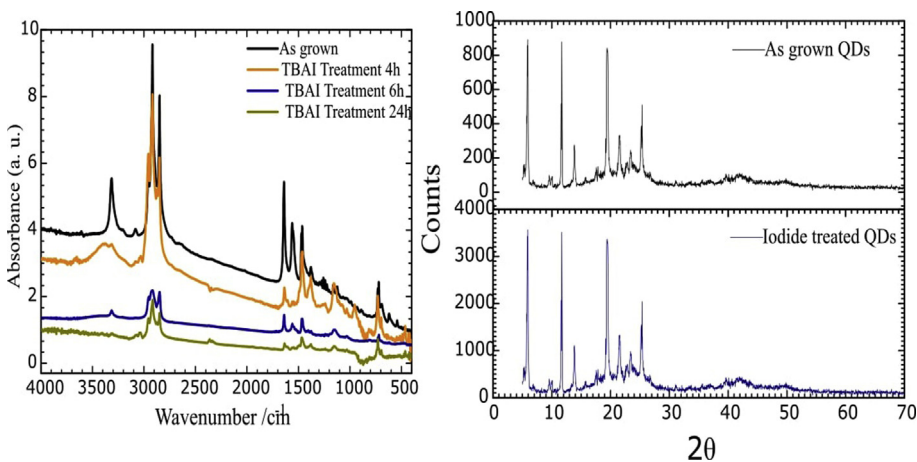 10
8
6
4
2
0
Absorbance (a. u.)
As grown
TBAI Treatment 4h
TBAI Treatment 6h
TBAI Treatment 24h
4000 3500 3000 2500 2000 1500 1000 500
Wavenumber /cm
1000
800
600
400
200
0
As grown QDs
Counts
4000
3000
2000
1000
0
Iodide treated QDs
0 10 20 30 40 50 60 70
2θ